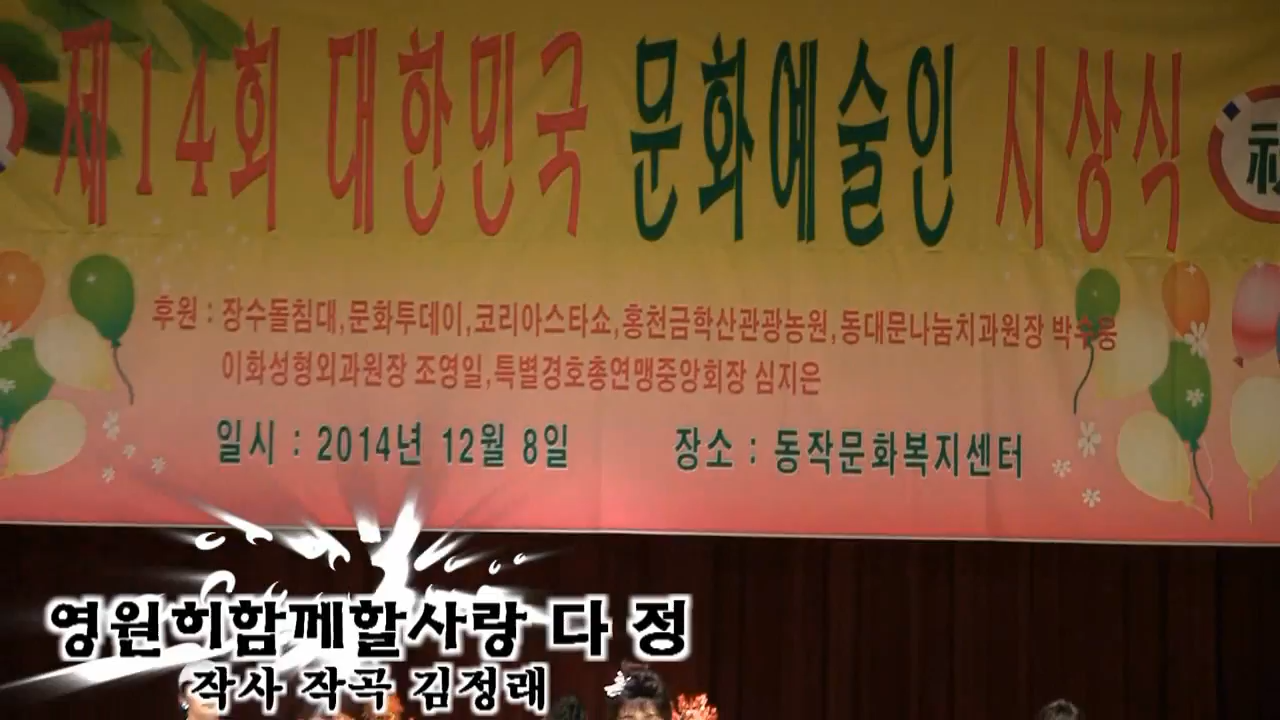 제14회 대한민국 문화예술인 시상식
祝
후원 : 장수돌침대,문화투데이,코리아스타쇼,홍천금학산관광농원,동대문나눔치과원장 박수웅
이화성형외과원장 조영일,특별경호총연맹중앙회장 심지은
일시 : 2014년 12월 8일 장소 : 동작문화복지센터
영원히함께할사랑 다 정
작사 작곡 김정래